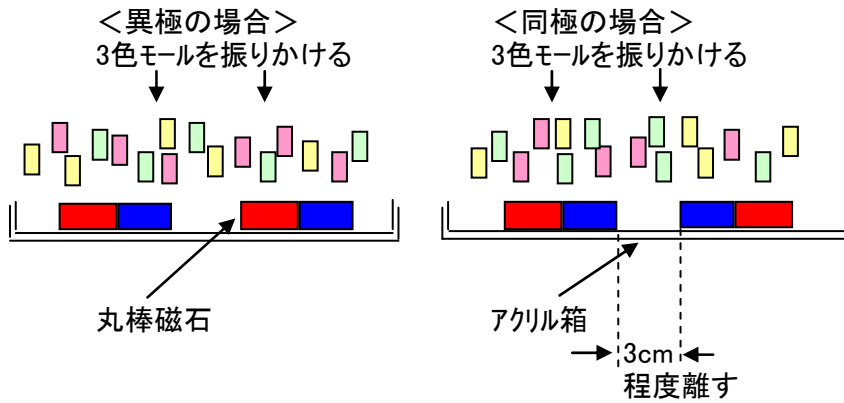 ＜異極の場合＞
3色モールを振りかける
＜同極の場合＞
3色モールを振りかける
丸棒磁石
アクリル箱
3cm
程度離す